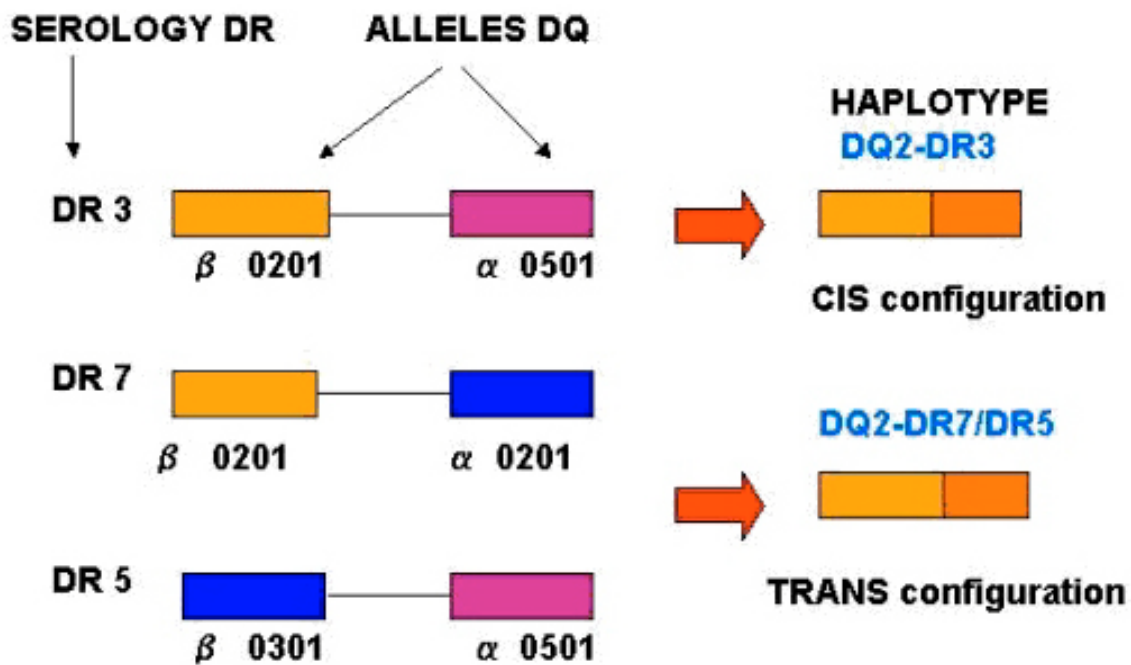 SEROLOGY DR
ALLELES DQ
HAPLOTYPE
DQ2-DR3
DR 3
β 0201
α 0501
CIS configuration
DR 7
β 0201
α 0201
DQ2-DR7/DR5
TRANS configuration
DR 5
β 0301
α 0501